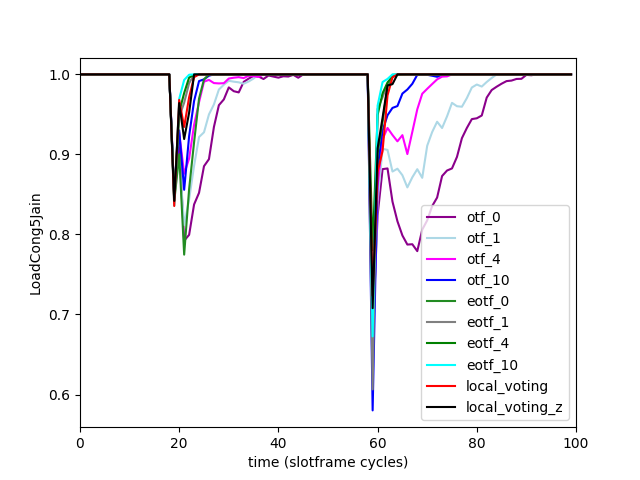 1.0
0.9
0.8
0.7
0.6
LoadCong5Jain
0
20
40
60
80
100
time (slotframe cycles)
otf_0
otf_1
otf_4
otf_10
eotf_0
eotf_1
eotf_4
eotf_10
local_voting
local_voting_z